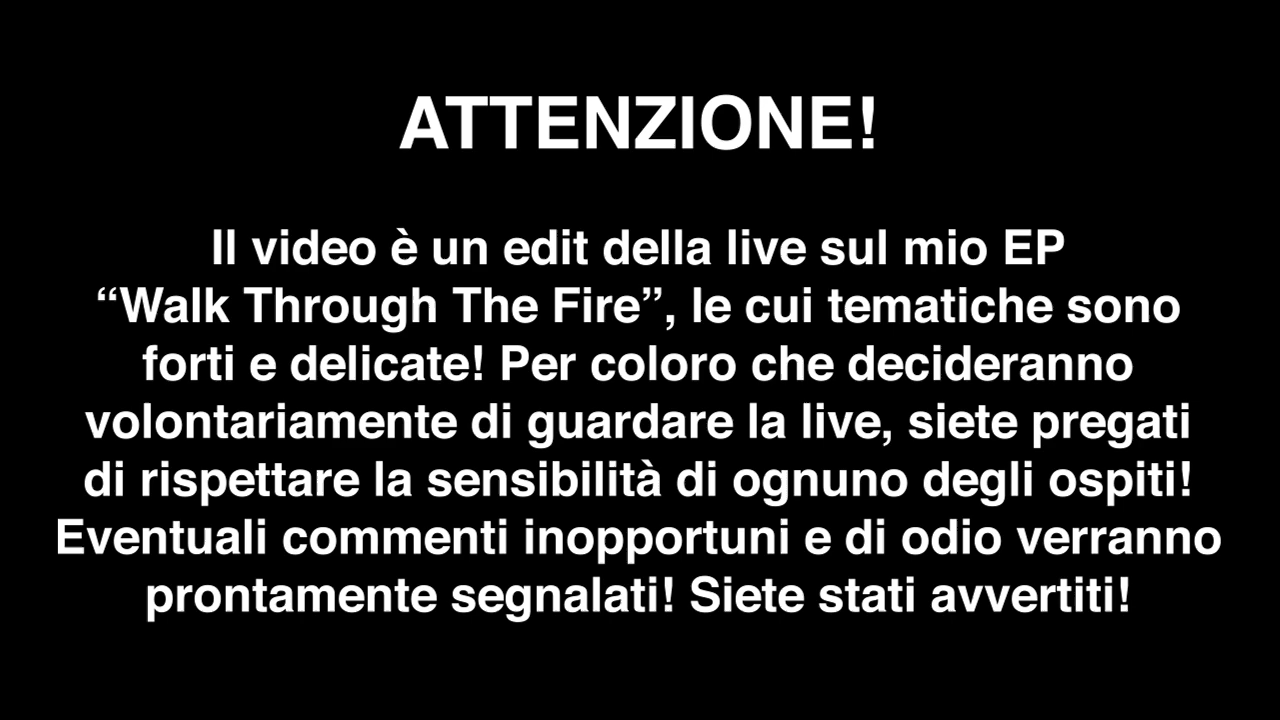 ATTENZIONE!
Il video è un edit della live sul mio EP
“Walk Through The Fire”, le cui tematiche sono
forti e delicate! Per coloro che decideranno
volontariamente di guardare la live, siete pregati
di rispettare la sensibilità di ognuno degli ospiti!
Eventuali commenti inopportuni e di odio verranno
prontamente segnalati! Siete stati avvertiti!